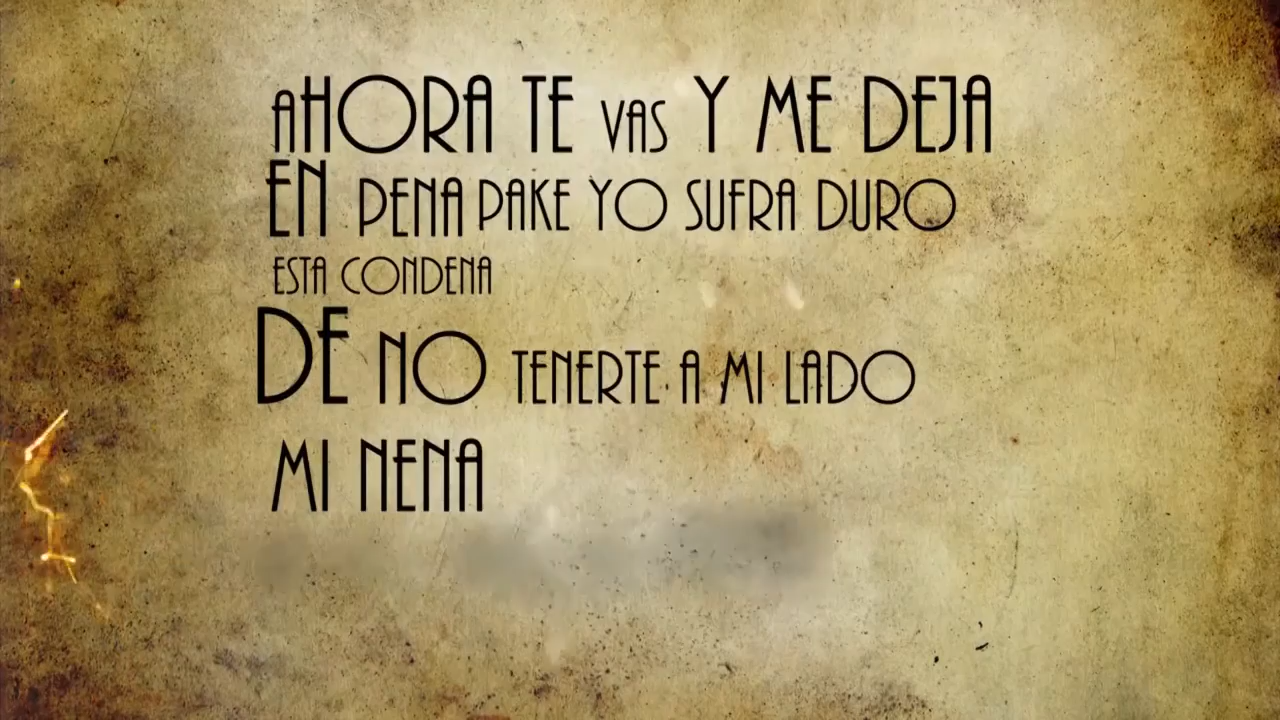 AHORA TE VAS Y ME DEJA
EN PENA PAKE YO SUFRA DURO
ESTA CONDENA
DE NO TENERTE A MI LADO
MI NENA